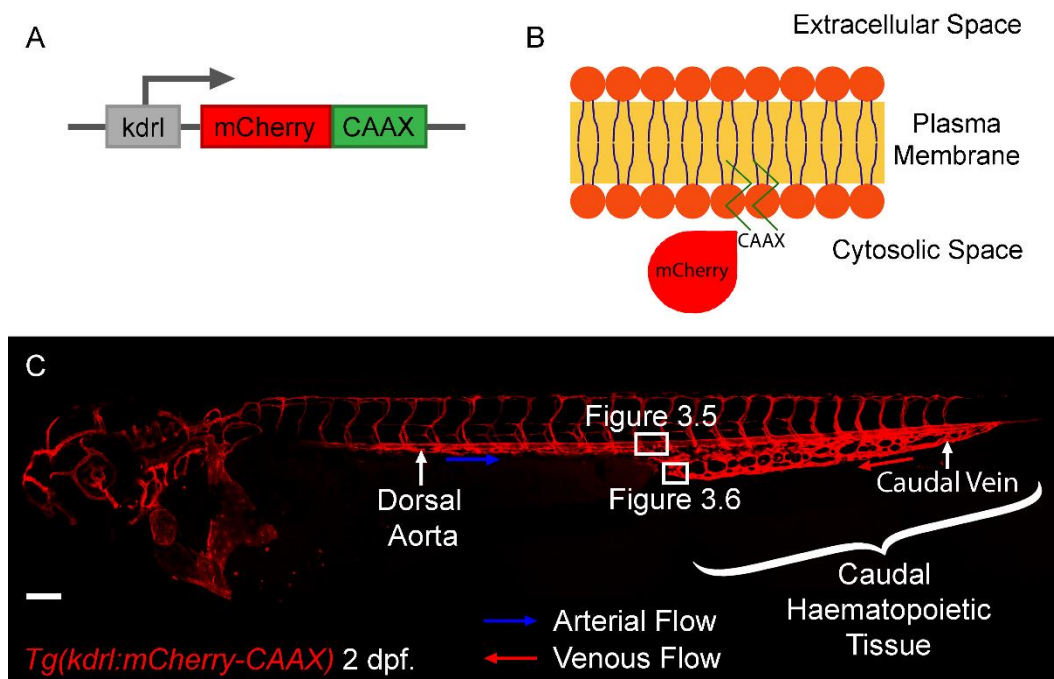 A
kdrl
mCherry
CAAX
B
Extracellular Space
Plasma
Membrane
CAAX
mCherry
Cytosolic Space
C
Figure 3.5
Figure 3.6
Dorsal
Aorta
Caudal Vein
Caudal
Haematopoietic
Tissue
Arterial Flow
Venous Flow
Tg(kdrl:mCherry-CAAX) 2 dpf.